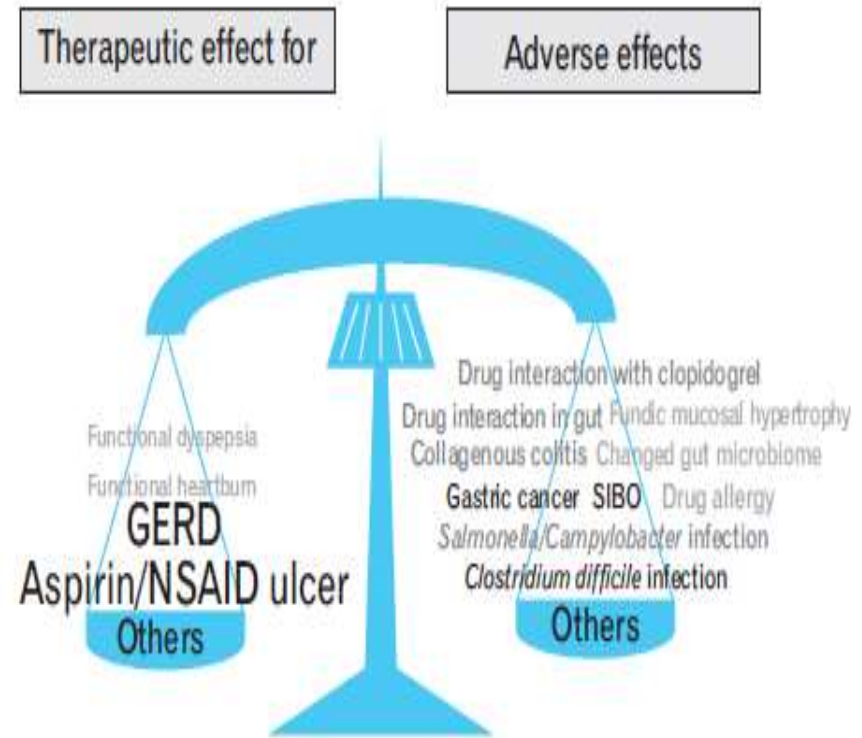 Therapeutic effect for
Adverse effects
Functional dyspepsia
Functional heartburn
GERD
Aspirin/NSAID ulcer
Others
Drug interaction with clopidogrel
Drug interaction in gut Fundic mucosal hypertrophy
Collagenous colitis Changed gut microbiome
Gastric cancer SIBO Drug allergy
Salmonella/Campylobacter infection
Clostridium difficile infection
Others